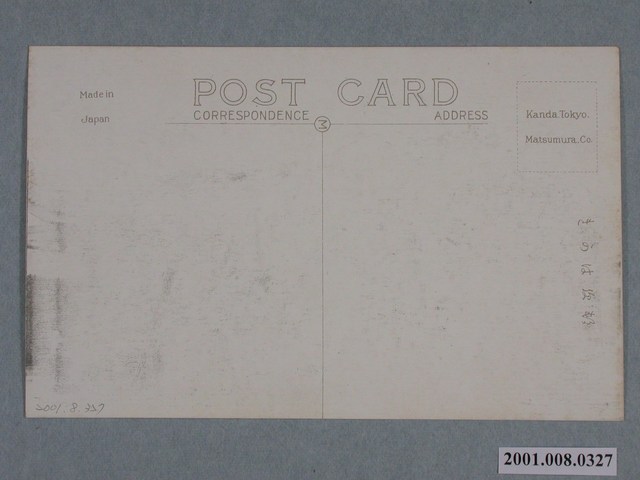 Made in
Japan
POST CARD
CORRESPONDENCE
M
ADDRESS
Kanda.Tokyo.
Matsumura.Co.
2001.8.327
2001.008.0327